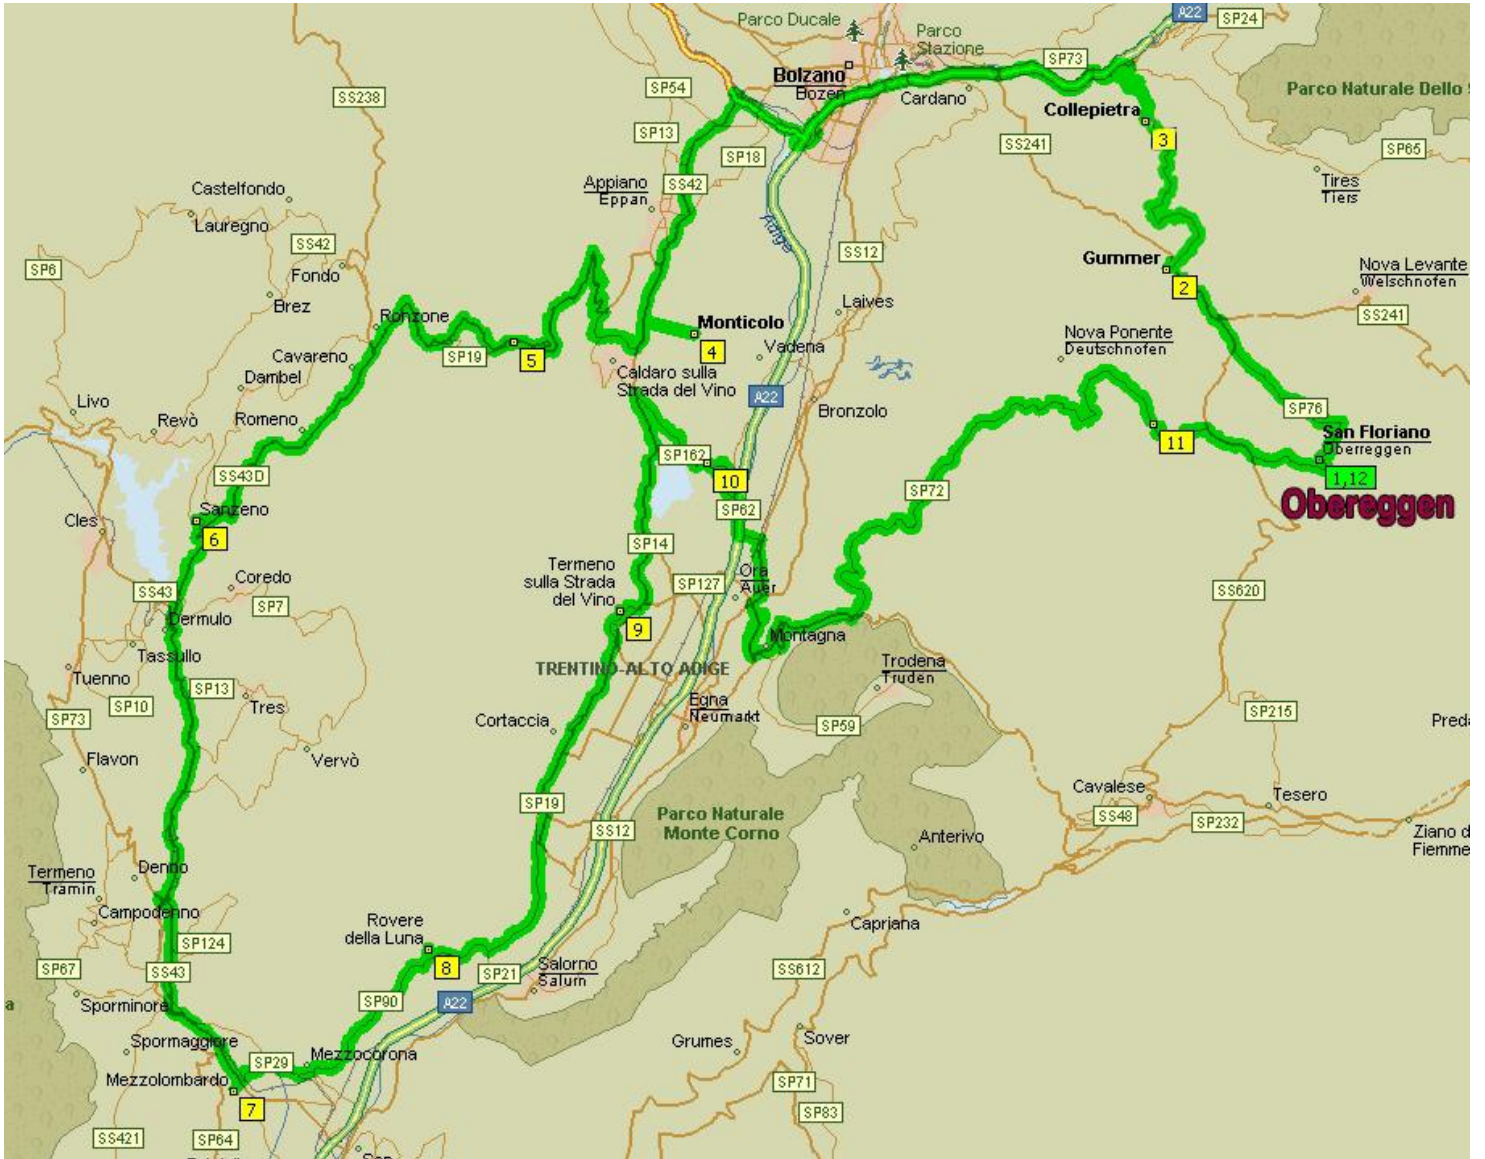 A22
SP24
Parco Ducale
Parco
Stazione
SP73
Bolzano
Bozen
SS238
SP54
Cardano
Parco Naturale Dello
Collepietra
SP13
3
SS241
SP65
SP18
Appiano
Eppan
SS42
Tires
Tiers
Castelfondo
Lauregno
Adige
SS42
SS12
Gummer
2
SP6
Fondo
Nova Levante
Welschnofen
Brez
Laives
SS241
Ronzone
Monticolo
4
Nova Ponente
Deutschnofen
SP19
5
Vadena
Cavareno
Dambel
Caldaro sulla
Strada del Vino
A22
Livo
Revò
Romeno
Bronzolo
SP76
San Floriano
Oberreggen
11
SP162
10
1,12
Obereggen
SS43D
SP72
Sanzeno
6
SP62
Cles
SP14
Termeno
sulla Strada
del Vino
9
Ora
Auer
SP127
Coredo
SS43
SP7
SS620
Dermulo
Montagna
Tassullo
TRENTINO-ALTO ADIGE
Trodena
Truden
Tuenno
SP13
SP10
Tres
Egna
Neumarkt
SP73
Cortaccia
SP59
SP215
Pred
Flavon
Vervò
Cavalese
Tesero
SP19
Parco Naturale
Monte Corno
SS12
SS48
SP232
Anterivo
Ziano d
Fiemme
Denno
Termeno
Tramin
Campodenno
Rovere
della Luna
8
Capriana
SP124
SP67
SS43
SP21
Salorno
Salurn
SS612
a
Sporminore
SP90
A22
Spormaggiore
Grumes
Sover
SP29
Mezzocorona
Mezzolombardo
7
SP71
SP83
SS421
SP64